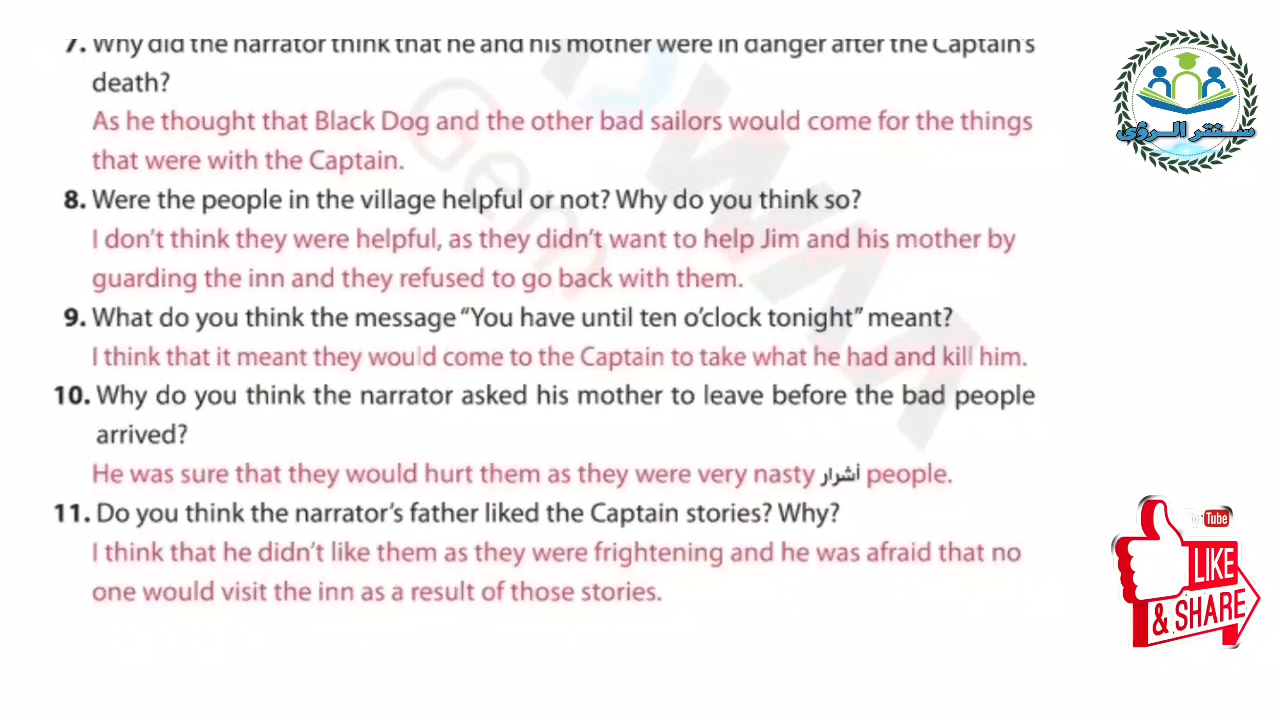 7. Why did the narrator think that he and his mother were in danger after the Captain's
death?
As he thought that Black Dog and the other bad sailors would come for the things
that were with the Captain.
8. Were the people in the village helpful or not? Why do you think so?
I don't think they were helpful, as they didn't want to help Jim and his mother by
guarding the inn and they refused to go back with them.
9. What do you think the message "You have until ten o'clock tonight" meant?
I think that it meant they would come to the Captain to take what he had and kill him.
10. Why do you think the narrator asked his mother to leave before the bad people
arrived?
He was sure that they would hurt them as they were very nasty أشرار people.
11. Do you think the narrator's father liked the Captain stories? Why?
I think that he didn't like them as they were frightening and he was afraid that no
one would visit the inn as a result of those stories.
سنتر الرؤى
YouTube
LIKE
& SHARE
Gem